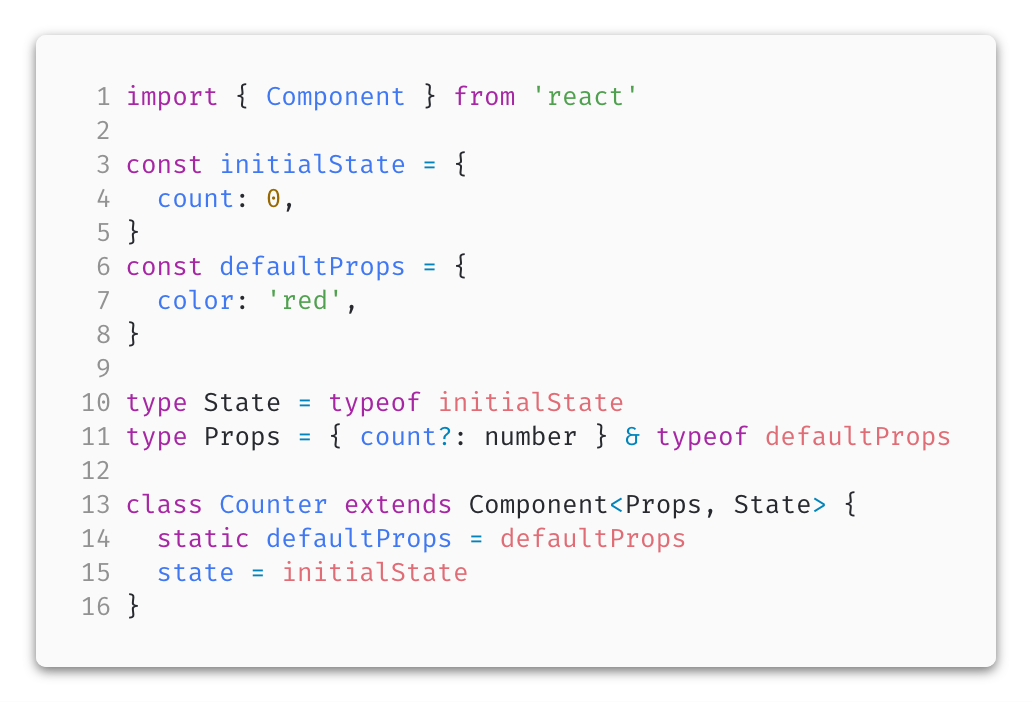 1 import { Component } from 'react'
2
3 const initialState = {
4   count: 0,
5 }
6 const defaultProps = {
7   color: 'red',
8 }
9
10 type State = typeof initialState
11 type Props = { count?: number } & typeof defaultProps
12
13 class Counter extends Component<Props, State> {
14   static defaultProps = defaultProps
15   state = initialState
16 }